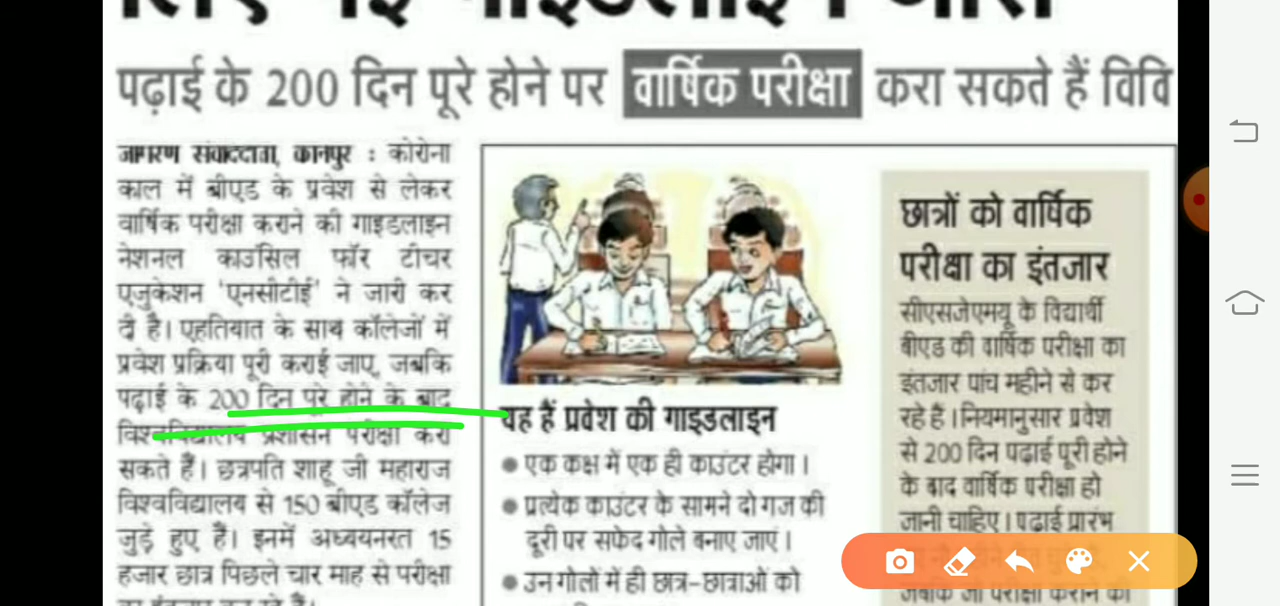 लिए नई गाइडलाइन जारी
पढ़ाई के 200 दिन पूरे होने पर वार्षिक परीक्षा करा सकते हैं विवि
जागरण संवाददाता, कानपुर : कोरोना
काल में बीएड के प्रवेश से लेकर
वार्षिक परीक्षा कराने की गाइडलाइन
नेशनल काउंसिल फॉर टीचर
एजुकेशन 'एनसीटीई' ने जारी कर
दी है। एहतियात के साथ कॉलेजों में
प्रवेश प्रक्रिया पूरी कराई जाए, जबकि
पढ़ाई के 200 दिन पूरे होने के बाद
विश्वविद्यालय प्रशासन परीक्षा करा
सकते हैं। छत्रपति शाहू जी महाराज
विश्वविद्यालय से 150 बीएड कॉलेज
जुड़े हुए हैं। इनमें अध्ययनरत 15
हजार छात्र पिछले चार माह से परीक्षा
यह हैं प्रवेश की गाइडलाइन
एक कक्ष में एक ही काउंटर होगा।
प्रत्येक काउंटर के सामने दो गज की
दूरी पर सफेद गोले बनाए जाएं।
उन गोलों में ही छात्र-छात्राओं को
छात्रों को वार्षिक
परीक्षा का इंतजार
सीएसजेएमयू के विद्यार्थी
बीएड की वार्षिक परीक्षा का
इंतजार पांच महीने से कर
रहे हैं। नियमानुसार प्रवेश
से 200 दिन पढ़ाई पूरी होने
के बाद वार्षिक परीक्षा हो
जानी चाहिए। पढ़ाई प्रारंभ